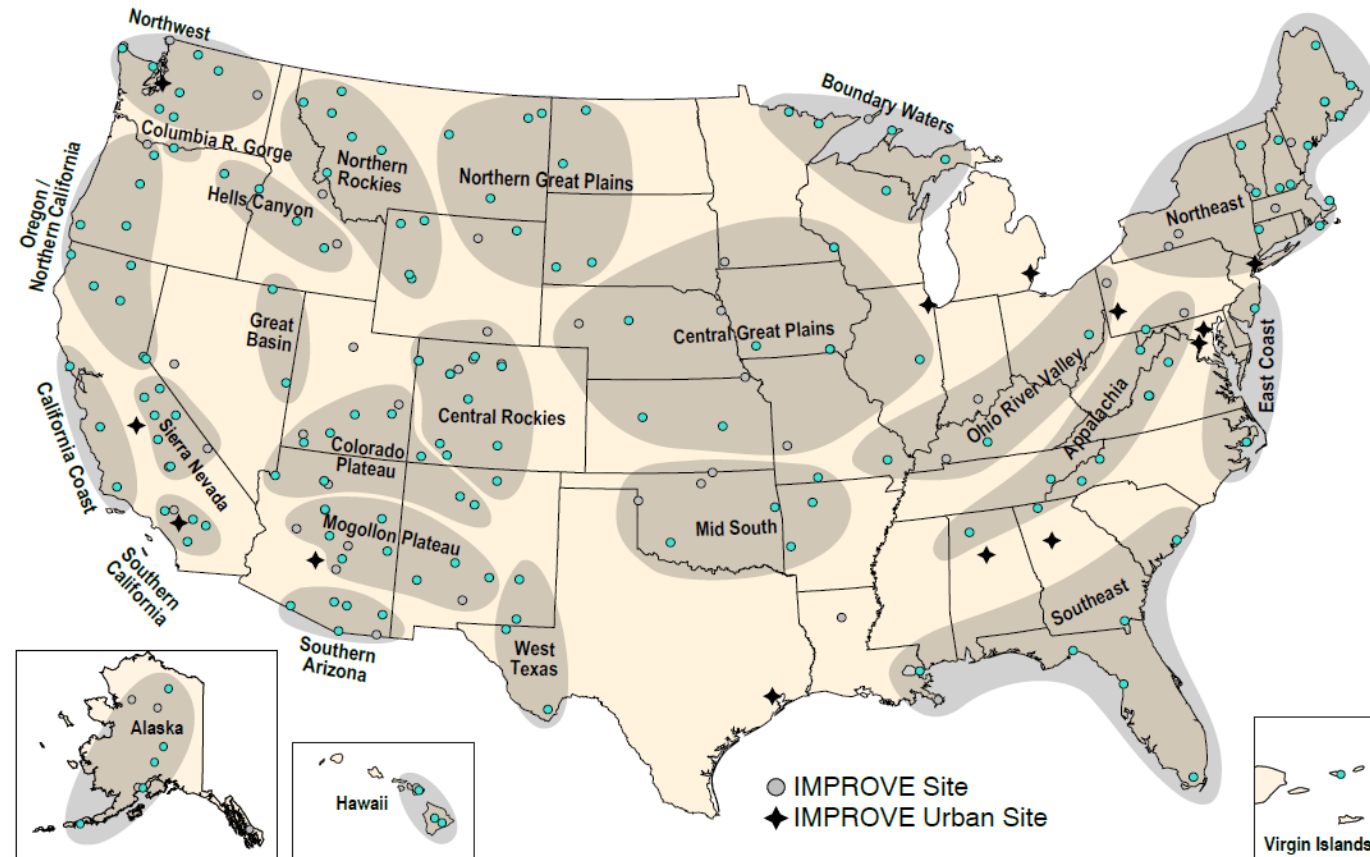 Northwest
Boundary Waters
Columbia R. Gorge
Northern
Rockies
Northern Great Plains
Oregon /
Northern California
Hells Canyon
Northeast
Great
Basin
Central Great Plains
East Coast
Ohio River Valley
Appalachia
Central Rockies
California Coast
Sierra Nevada
Colorado
Plateau
Mid South
Mogollon Plateau
Southern
California
Southeast
Southern
Arizona
West
Texas
Alaska
Hawaii
IMPROVE Site
IMPROVE Urban Site
Virgin Islands